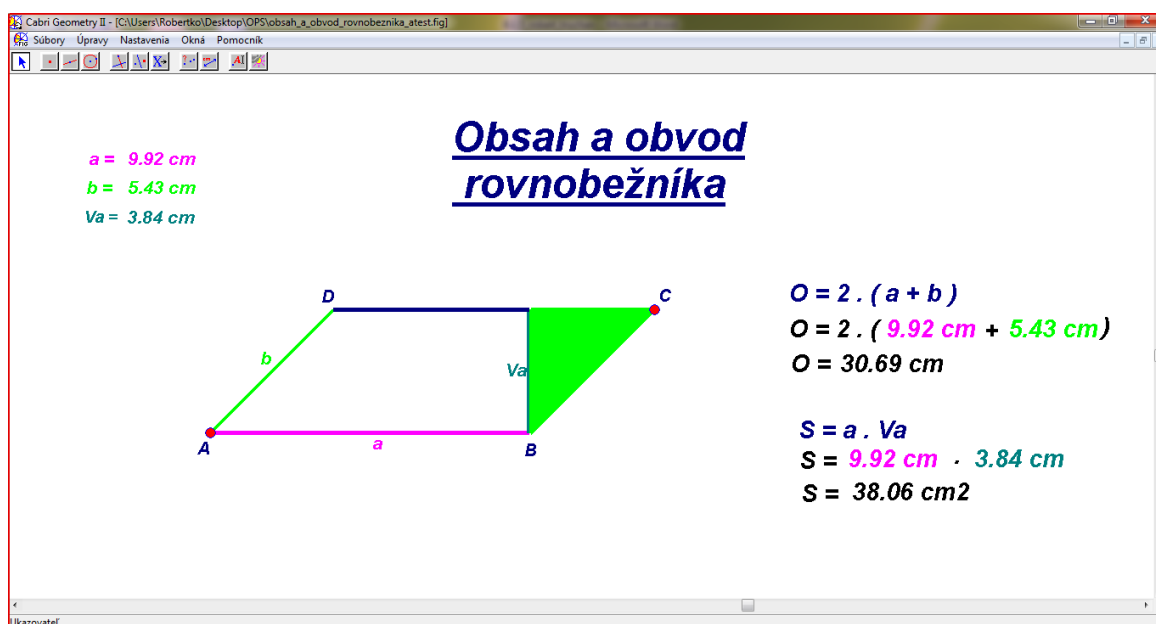 Cabri Geometry II - [C:\Users\Robertko\Desktop\OPS\obsah_a_obvod_rovnobeznika_atest.fig]
Súbory Úpravy Nastavenia Okná Pomocník
Obsah a obvod
rovnobežníka
a = 9.92 cm
b = 5.43 cm
Va = 3.84 cm
D
C
b
Va
A
a
B
O = 2 . ( a + b )
O = 2 . ( 9.92 cm + 5.43 cm )
O = 30.69 cm
S = a . Va
S = 9.92 cm . 3.84 cm
S = 38.06 cm2
Ukazovateľ